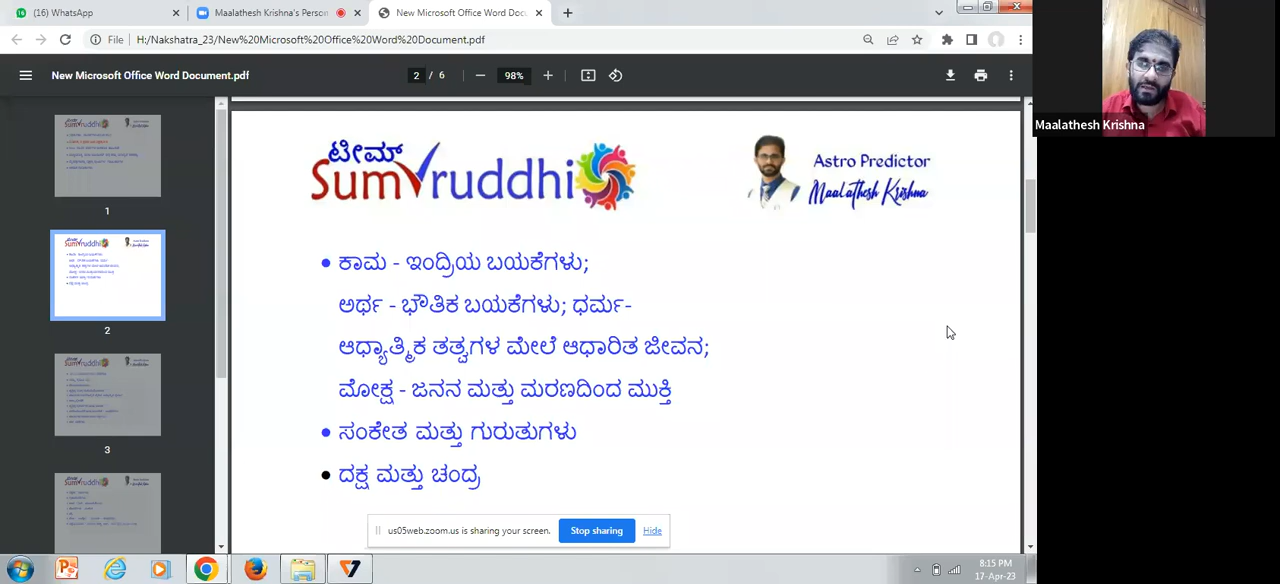 (16) WhatsApp
Maalathesh Krishna's Person
New Microsoft Office Word Docu
File H:/Nakshatra_23/New%20Microsoft%20Office%20Word%20Document.pdf
New Microsoft Office Word Document.pdf
2 / 6
98%
Maalathesh Krishna
ಟೀಮ್
SumVruddhi
Astro Predictor
Maalathesh Krishna
• ಕಾಮ - ಇಂದ್ರಿಯ ಬಯಕೆಗಳು;
ಅರ್ಥ - ಭೌತಿಕ ಬಯಕೆಗಳು; ಧರ್ಮ-
ಆಧ್ಯಾತ್ಮಿಕ ತತ್ವಗಳ ಮೇಲೆ ಆಧಾರಿತ ಜೀವನ;
ಮೋಕ್ಷ - ಜನನ ಮತ್ತು ಮರಣದಿಂದ ಮುಕ್ತಿ
• ಸಂಕೇತ ಮತ್ತು ಗುರುತುಗಳು
• ದಕ್ಷ ಮತ್ತು ಚಂದ್ರ
1
2
3
us05web.zoom.us is sharing your screen.
Stop sharing
Hide
8:15 PM
17-Apr-23